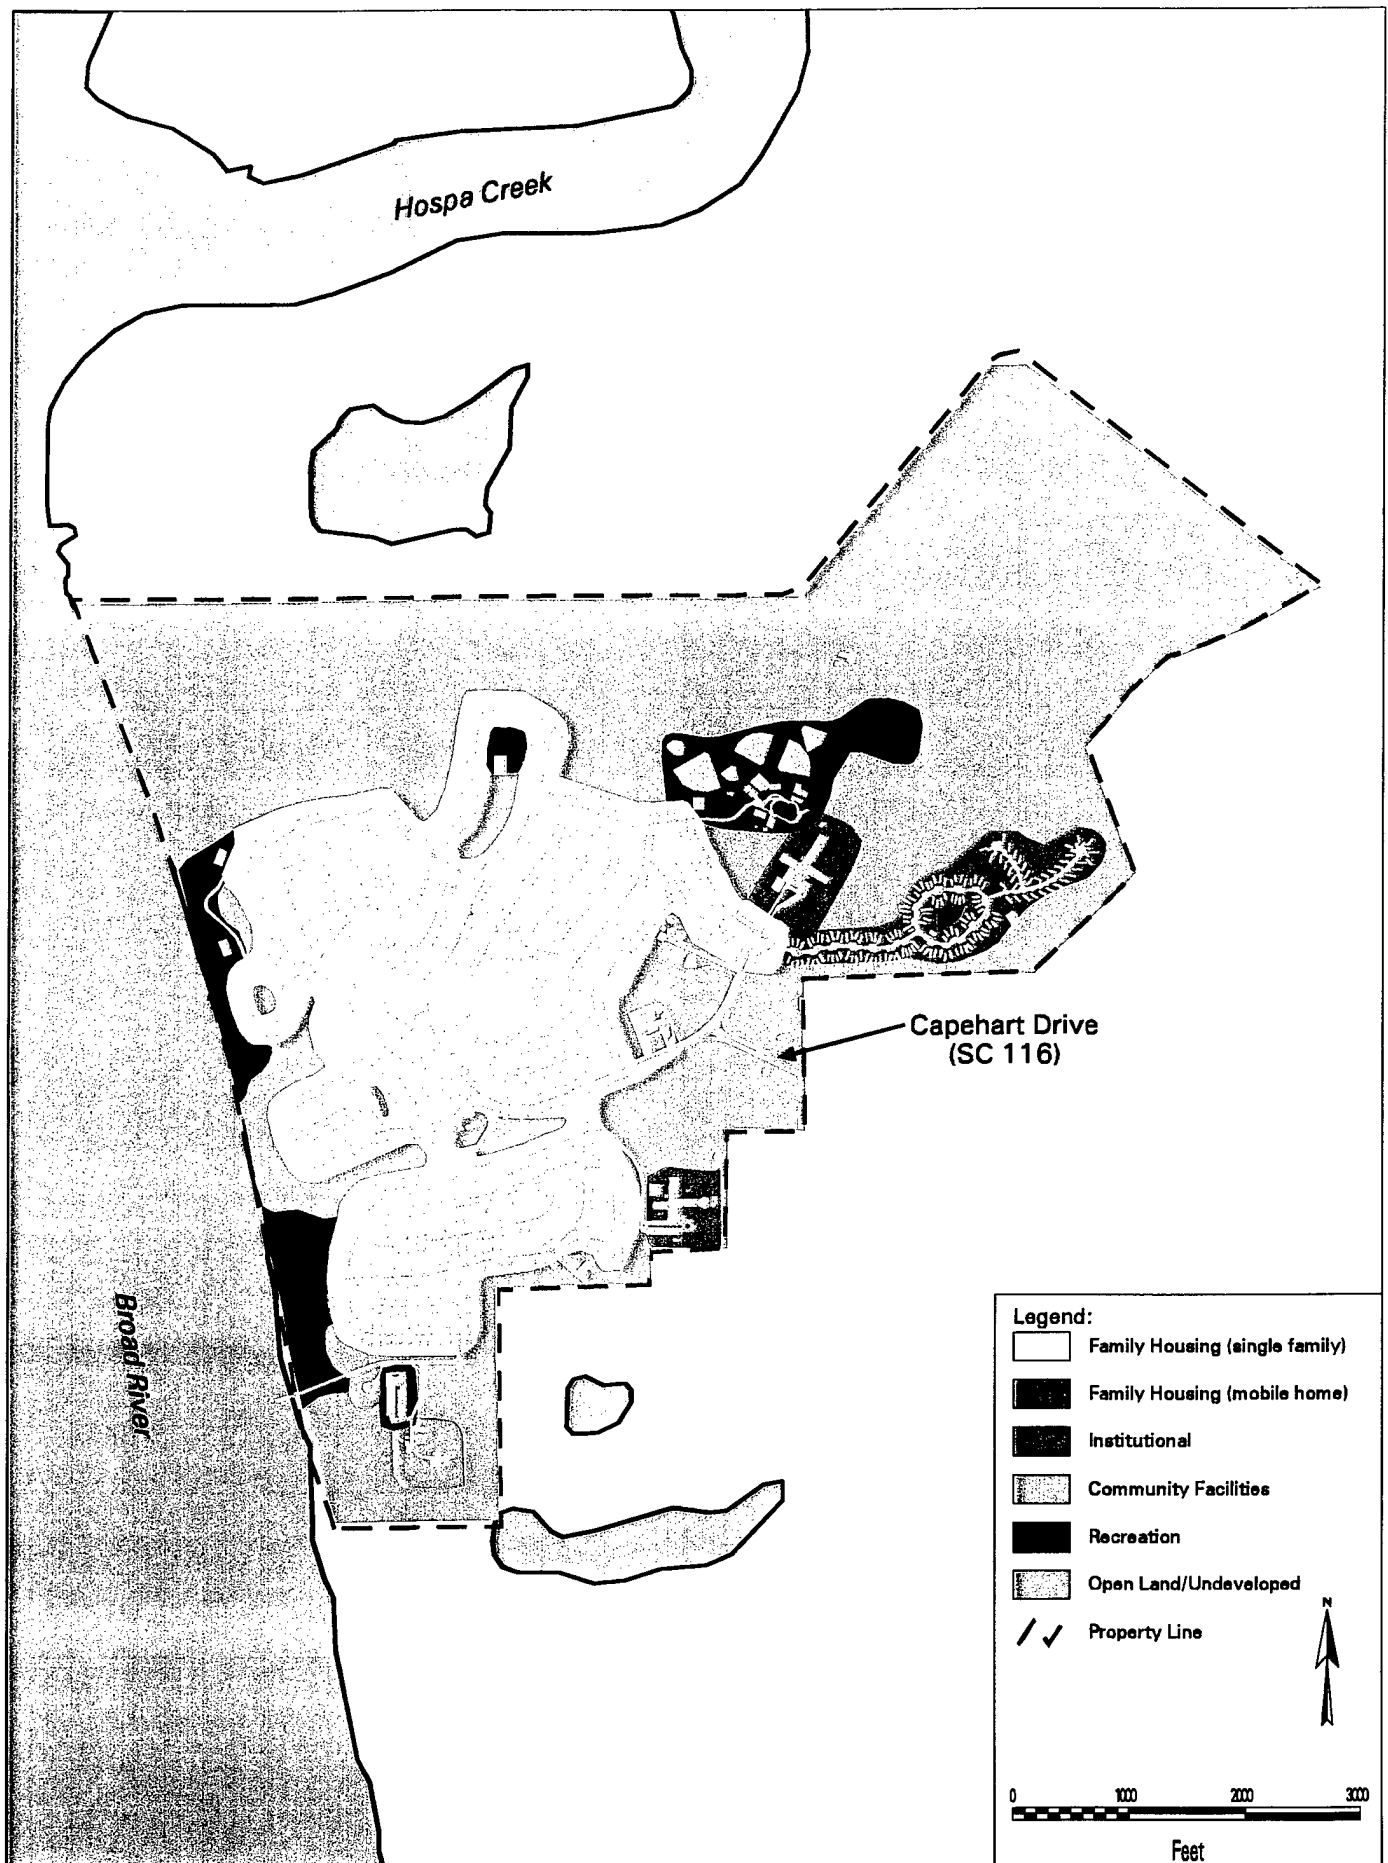 Hospa Creek
Capehart Drive
(SC 116)
Broad River
Legend:
Family Housing (single family)
Family Housing (mobile home)
Institutional
Community Facilities
Recreation
Open Land/Undeveloped
Property Line
N
0 1000 2000 3000
Feet